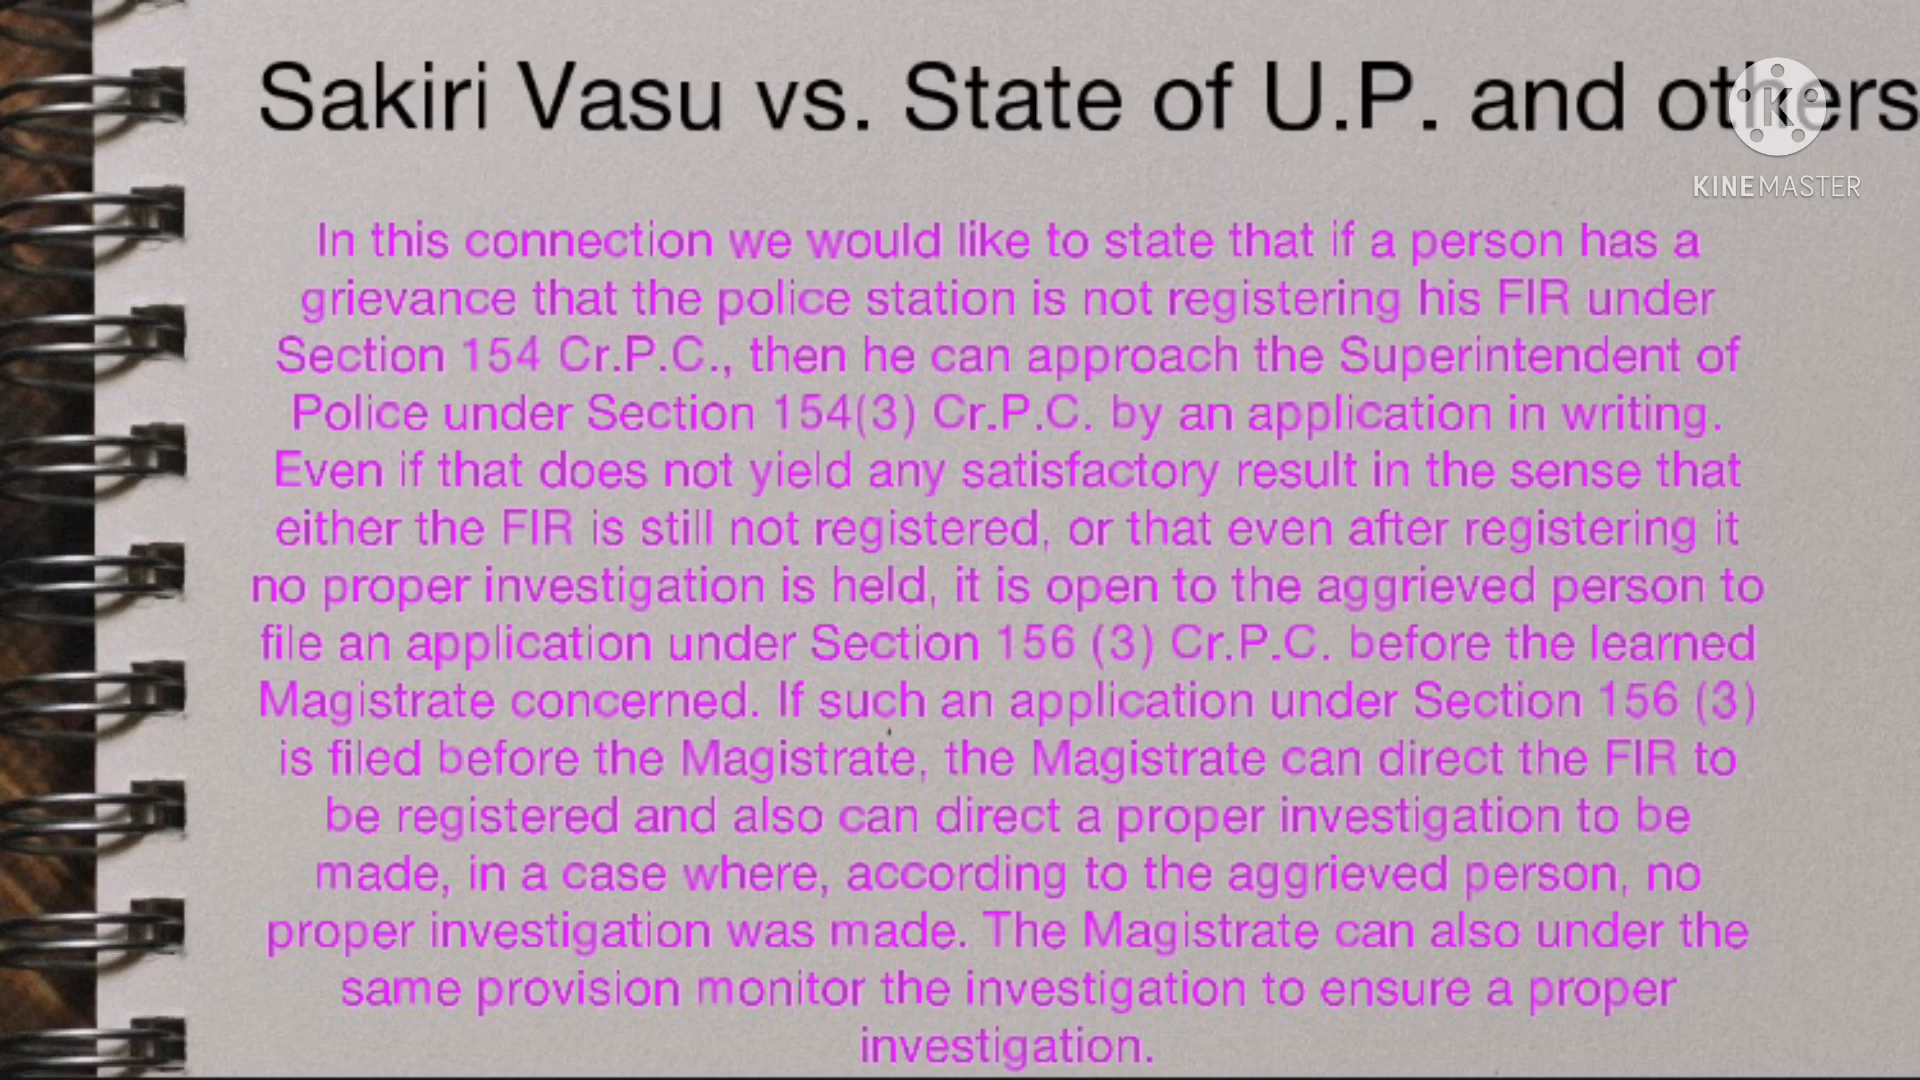 Sakiri Vasu vs. State of U.P. and others
KINEMASTER
In this connection we would like to state that if a person has a
grievance that the police station is not registering his FIR under
Section 154 Cr.P.C., then he can approach the Superintendent of
Police under Section 154(3) Cr.P.C. by an application in writing.
Even if that does not yield any satisfactory result in the sense that
either the FIR is still not registered, or that even after registering it
no proper investigation is held, it is open to the aggrieved person to
file an application under Section 156 (3) Cr.P.C. before the learned
Magistrate concerned. If such an application under Section 156 (3)
is filed before the Magistrate, the Magistrate can direct the FIR to
be registered and also can direct a proper investigation to be
made, in a case where, according to the aggrieved person, no
proper investigation was made. The Magistrate can also under the
same provision monitor the investigation to ensure a proper
investigation.